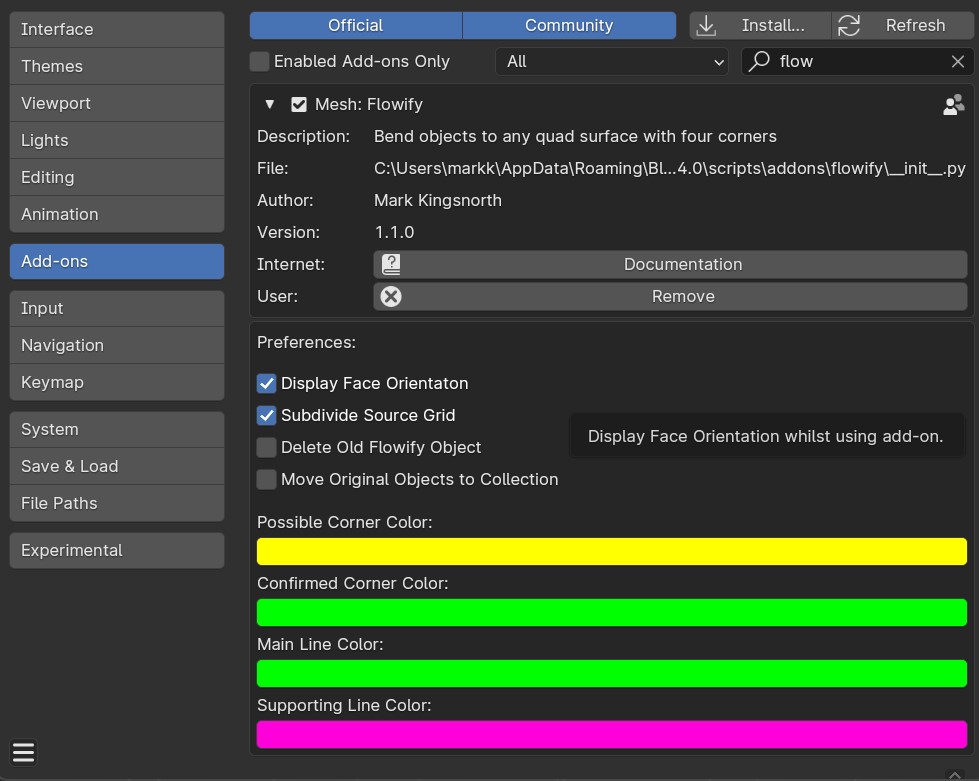 Interface
Themes
Viewport
Lights
Editing
Animation
Add-ons
Input
Navigation
Keymap
System
Save & Load
File Paths
Experimental
Official Community Install... Refresh
Enabled Add-ons Only All flow
Mesh: Flowify
Description: Bend objects to any quad surface with four corners
File: C:\Users\markk\AppData\Roaming\Bl...4.0\scripts\addons\flowify\__init__.py
Author: Mark Kingsnorth
Version: 1.1.0
Internet: Documentation
User: Remove
Preferences:
Display Face Orientaton
Subdivide Source Grid
Delete Old Flowify Object
Display Face Orientation whilst using add-on.
Move Original Objects to Collection
Possible Corner Color:
Confirmed Corner Color:
Main Line Color:
Supporting Line Color: